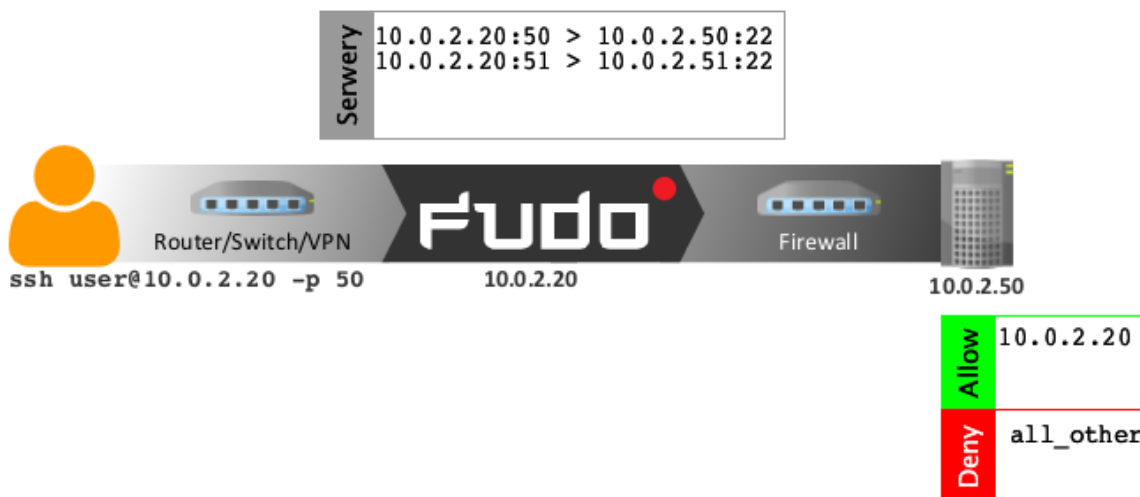 Serwery
10.0.2.20:50 > 10.0.2.50:22
10.0.2.20:51 > 10.0.2.51:22
Router/Switch/VPN
FUDO
Firewall
ssh user@10.0.2.20 -p 50
10.0.2.20
10.0.2.50
Allow
10.0.2.20
Deny
all_other